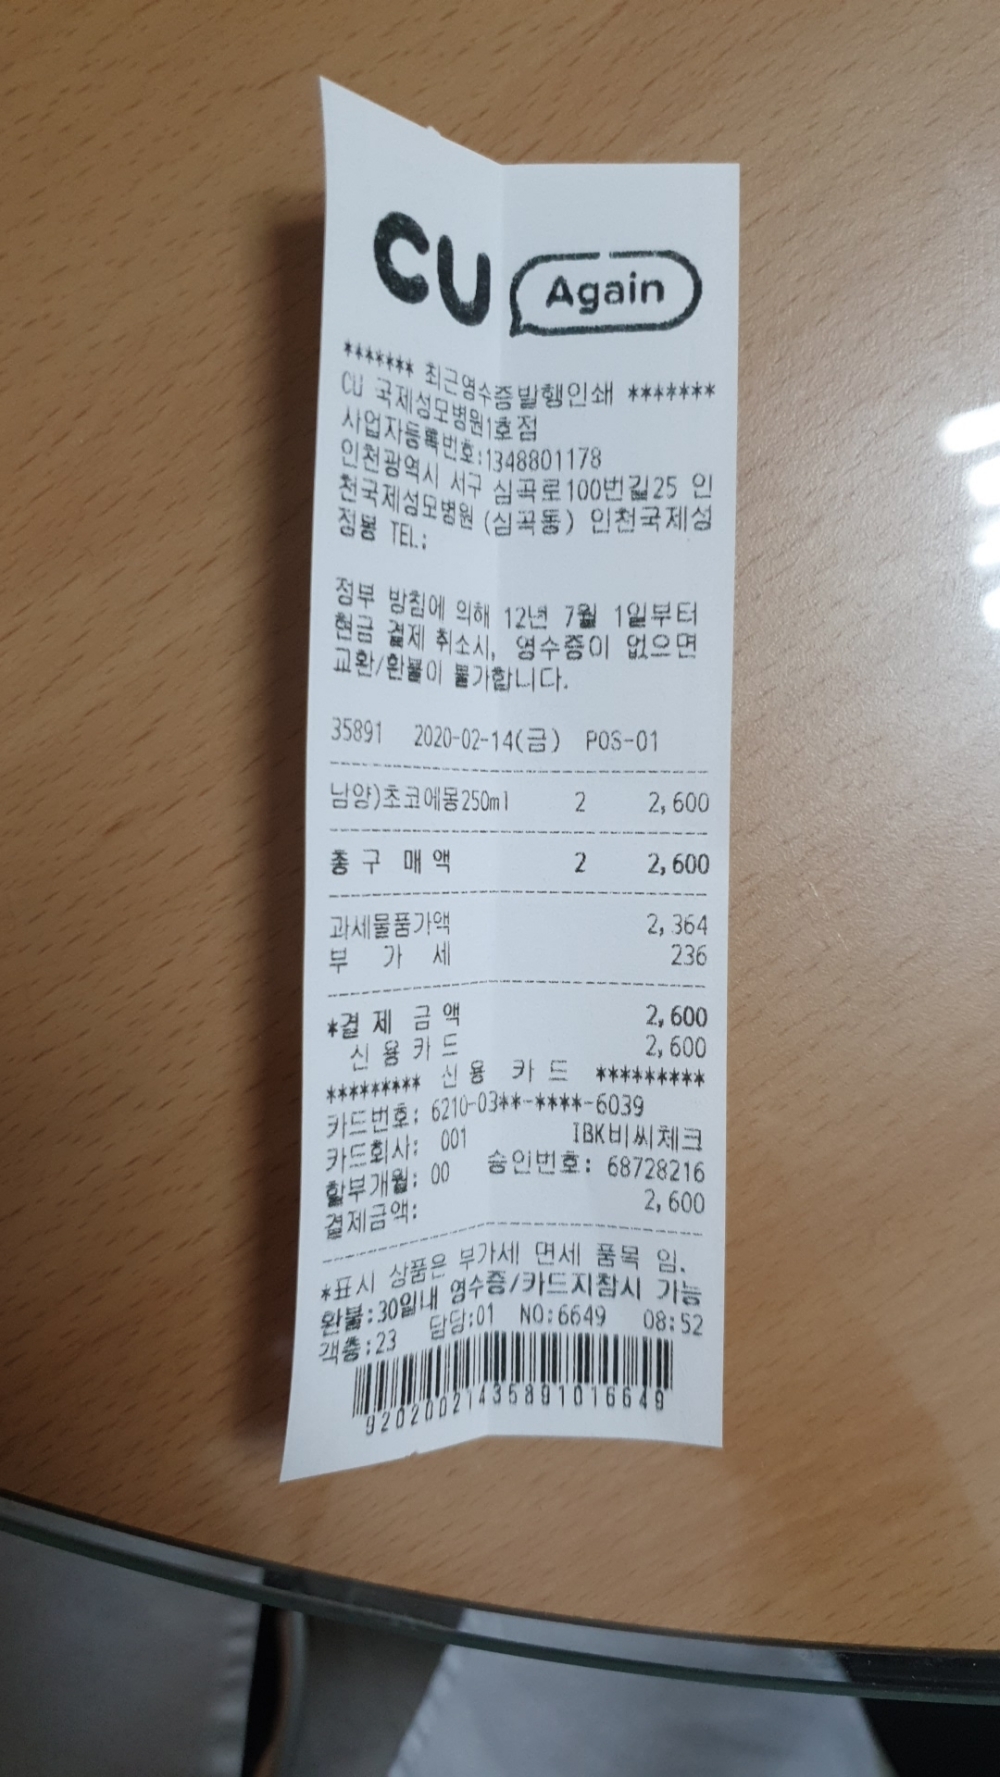 CU Again
******* 최근영수증발행인쇄 *******
CU 국제성모병원1호점
사업자등록번호:1348801178
인천광역시 서구 심곡로100번길25 인
천국제성모병원 (심곡동) 인천국제성
정봉 TEL:
정부 방침에 의해 12년 7월 1일부터
현금 결제 취소시, 영수증이 없으면
교환/환불이 불가합니다.
35891 2020-02-14(금) POS-01
남양)초코에몽250ml 2 2,600
총 구 매 액 2 2,600
과세물품가액 2,364
부 가 세 236
*결 제 금 액 2,600
신 용 카 드 2,600
********* 신 용 카 드 *********
카드번호: 6210-03**-****-6039
카드회사: 001 IBK비씨체크
할부개월: 00 승인번호: 68728216
결제금액: 2,600
*표시 상품은 부가세 면세 품목 임.
환불:30일내 영수증/카드지참시 가능
객층:23 담당:01 NO:6649 08:52
92020021435891016649